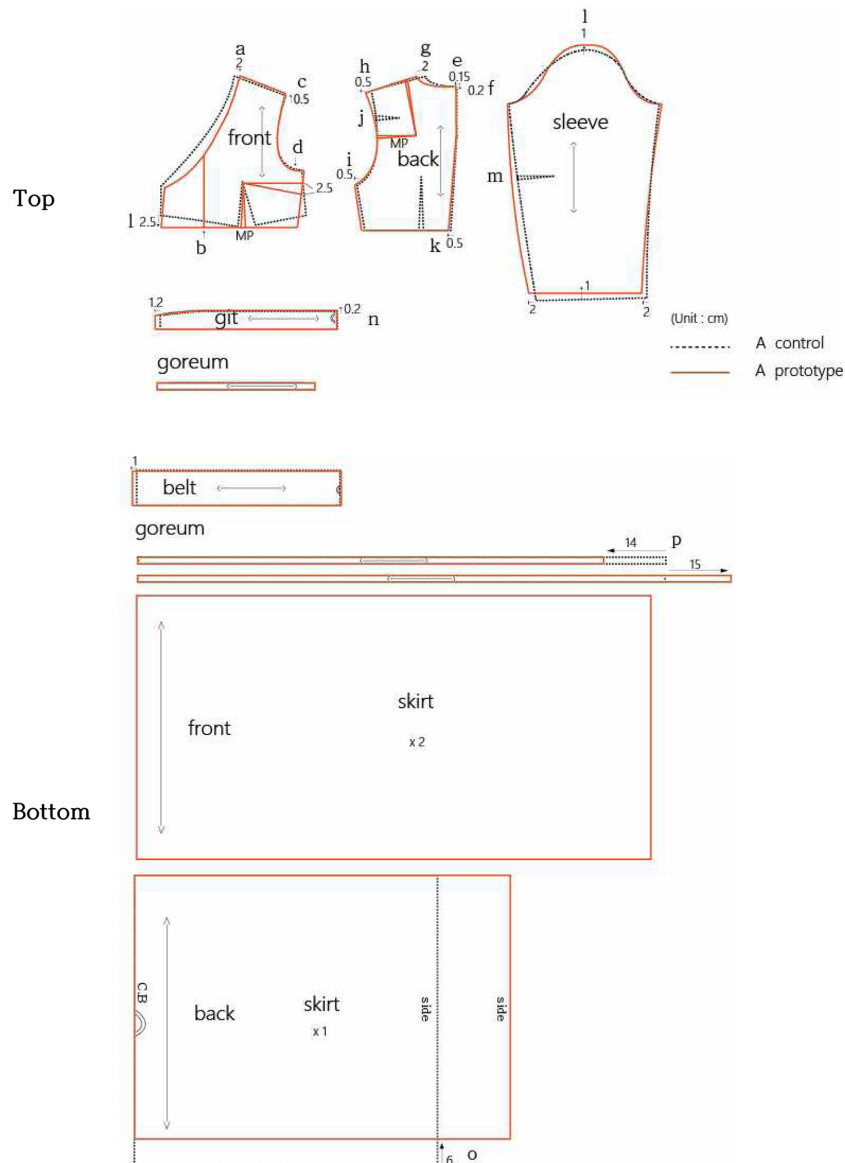 Top
a
2
c
0.5
front
d
2.5
l 2.5
b
MP
g
h
2
e
0.5
0.15
0.2 f
j
MP
back
i
0.5
k 0.5
l
1
sleeve
m
1
2
2
1.2
git
0.2
n
goreum
(Unit : cm)
A control
A prototype
Bottom
1
belt
goreum
14
p
15
skirt
front
x 2
C.B
back
skirt
x 1
side
side
6
o